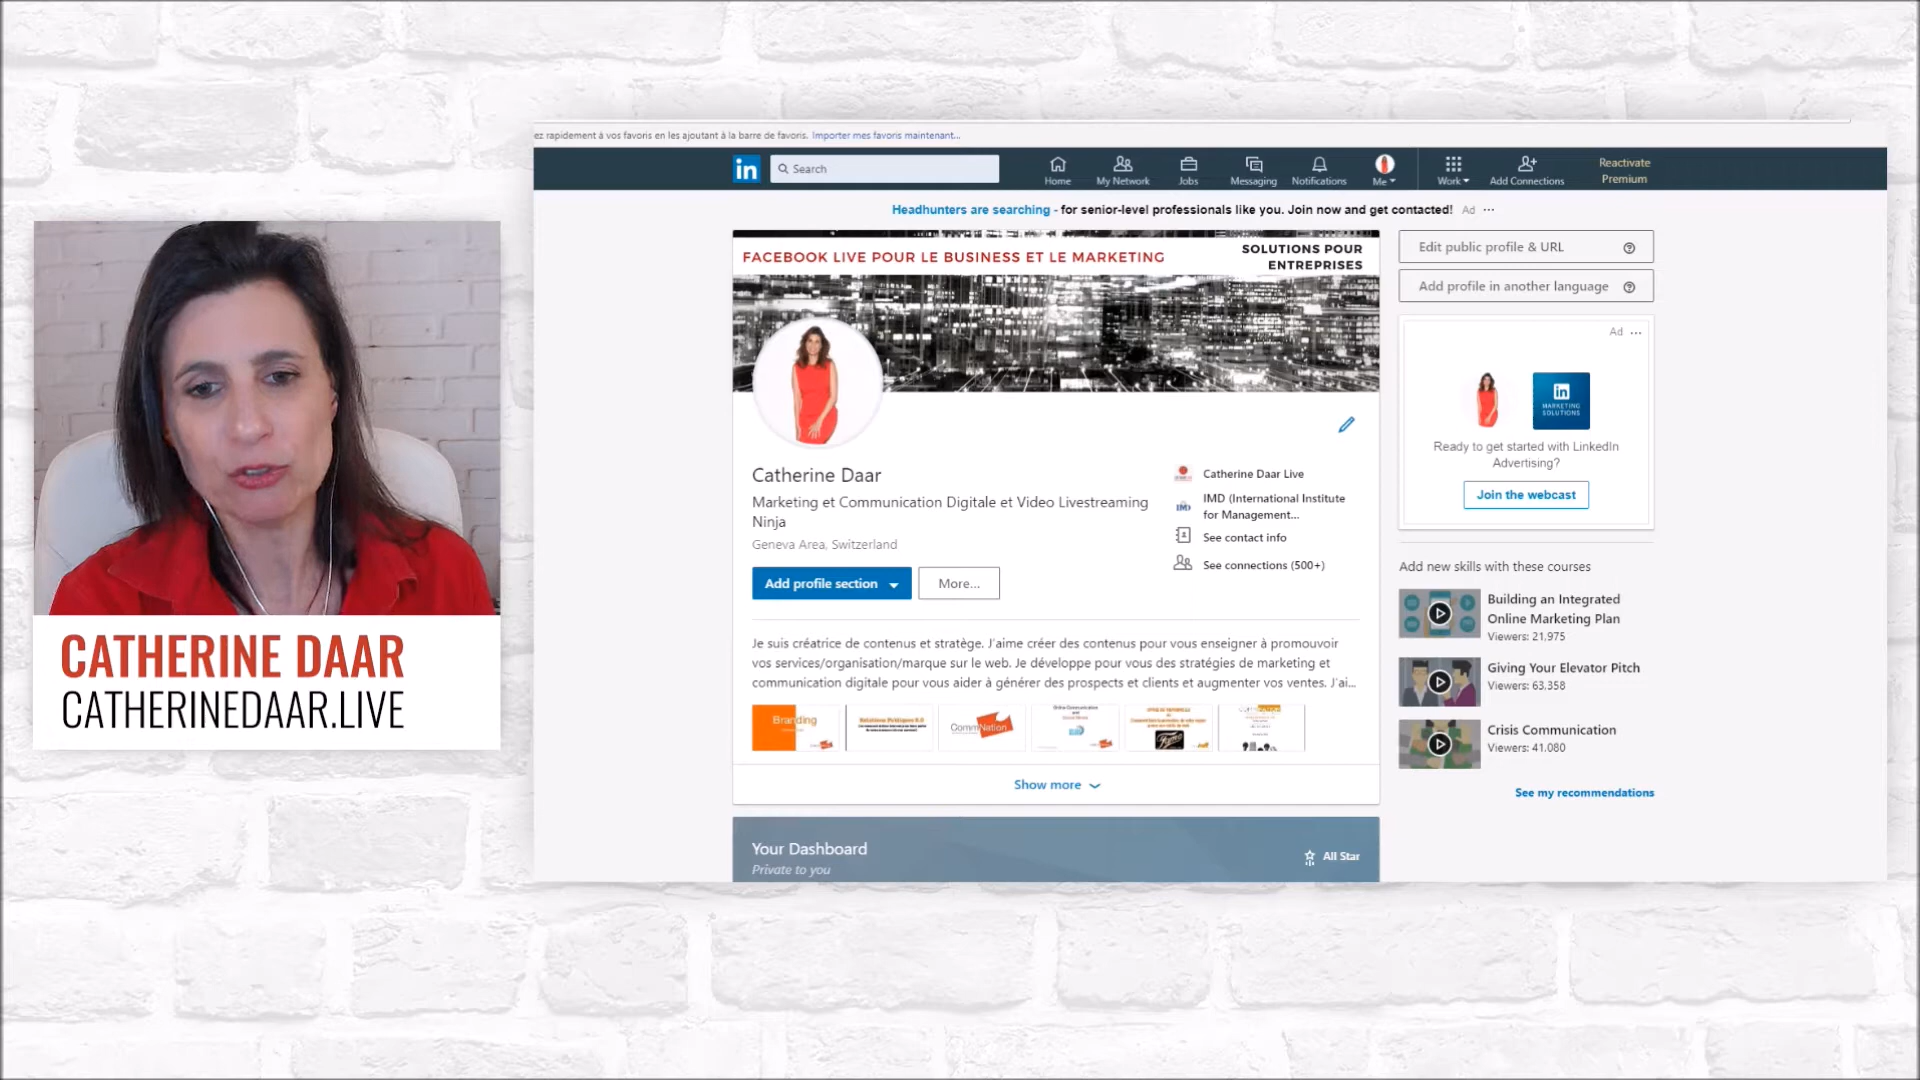 CATHERINE DAAR
CATHERINEDAAR.LIVE
ez rapidement à vos favoris en les ajoutant à la barre de favoris. Importer mes favoris maintenant...
in
Search
Home
My Network
Jobs
Messaging
Notifications
Me
Work
Add Connections
Reactivate
Premium
Headhunters are searching - for senior-level professionals like you. Join now and get contacted! Ad ...
FACEBOOK LIVE POUR LE BUSINESS ET LE MARKETING
SOLUTIONS POUR
ENTREPRISES
Catherine Daar
Marketing et Communication Digitale et Video Livestreaming
Ninja
Geneva Area, Switzerland
Add profile section
More...
Catherine Daar Live
IMD
IMD (International Institute
for Management...
See contact info
See connections (500+)
Je suis créatrice de contenus et stratège. J'aime créer des contenus pour vous enseigner à promouvoir
vos services/organisation/marque sur le web. Je développe pour vous des stratégies de marketing et
communication digitale pour vous aider à générer des prospects et clients et augmenter vos ventes. J'ai...
Branding
CommNation
Show more
Your Dashboard
Private to you
All Star
Edit public profile & URL
Add profile in another language
Ad ...
in
MARKETING
SOLUTIONS
Ready to get started with LinkedIn
Advertising?
Join the webcast
Add new skills with these courses
Building an Integrated
Online Marketing Plan
Viewers: 21,975
Giving Your Elevator Pitch
Viewers: 63,358
Crisis Communication
Viewers: 41,080
See my recommendations